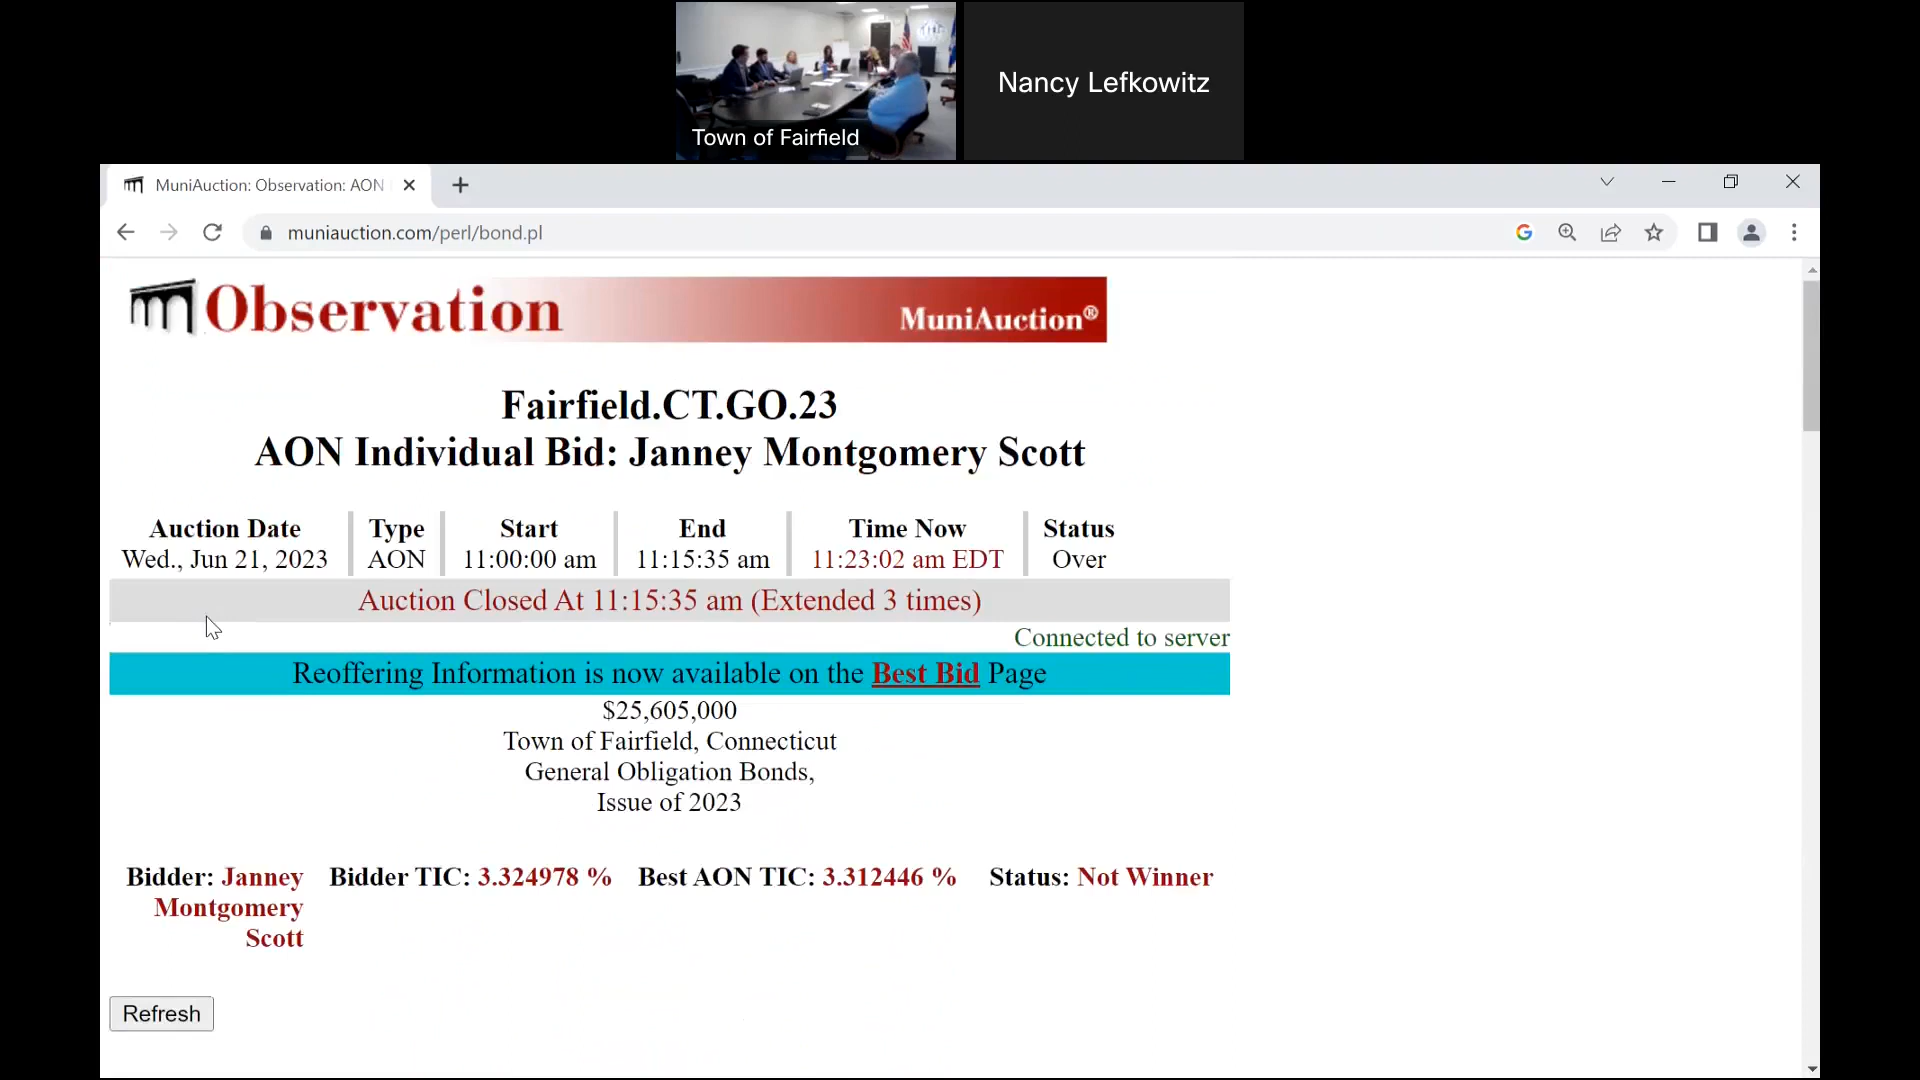 Town of Fairfield
Nancy Lefkowitz
MuniAuction: Observation: AON
muniauction.com/perl/bond.pl
Observation MuniAuction®
Fairfield.CT.GO.23
AON Individual Bid: Janney Montgomery Scott
Auction Date Type Start End Time Now Status
Wed., Jun 21, 2023 AON 11:00:00 am 11:15:35 am 11:23:02 am EDT Over
Auction Closed At 11:15:35 am (Extended 3 times)
Connected to server
Reoffering Information is now available on the Best Bid Page
$25,605,000
Town of Fairfield, Connecticut
General Obligation Bonds,
Issue of 2023
Bidder: Janney Bidder TIC: 3.324978 % Best AON TIC: 3.312446 % Status: Not Winner
Montgomery
Scott
Refresh